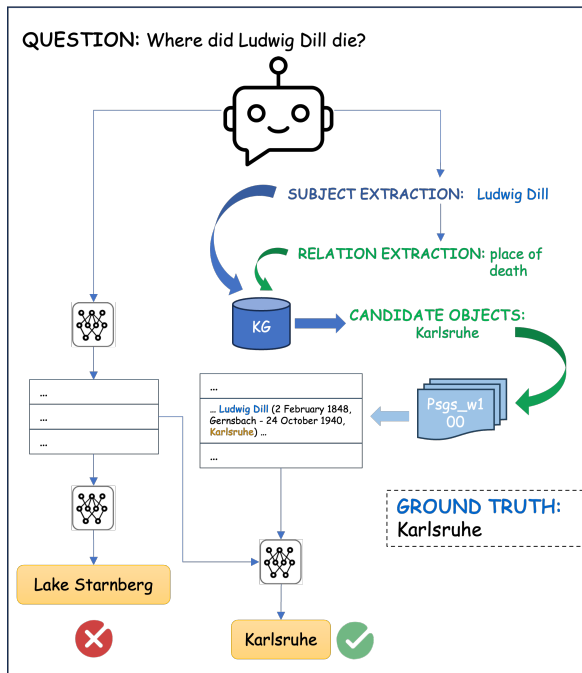 QUESTION: Where did Ludwig Dill die?
SUBJECT EXTRACTION: Ludwig Dill
RELATION EXTRACTION: place of
death
KG
CANDIDATE OBJECTS:
Karlsruhe
...
...
...
...
... Ludwig Dill (2 February 1848,
Gernsbach - 24 October 1940,
Karlsruhe) ...
...
Psgs_w1
00
GROUND TRUTH:
Karlsruhe
Lake Starnberg
Karlsruhe